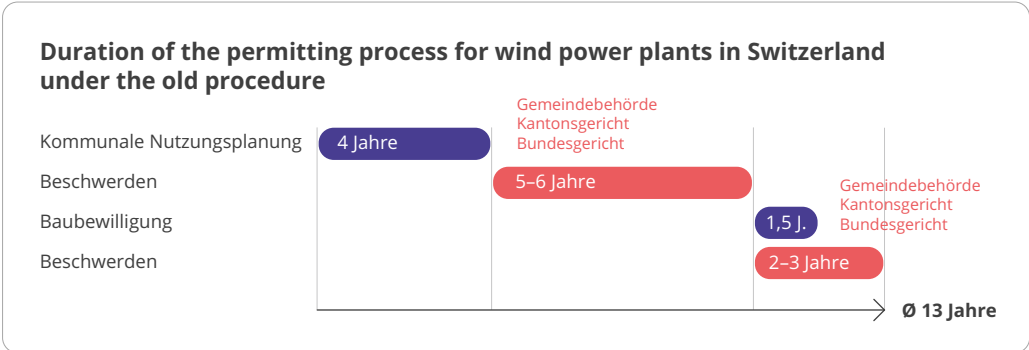 Duration of the permitting process for wind power plants in Switzerland
under the old procedure
Gemeindebehörde
Kantonsgericht
Bundesgericht
Kommunale Nutzungsplanung
4 Jahre
Beschwerden
5–6 Jahre
Gemeindebehörde
Kantonsgericht
Bundesgericht
Baubewilligung
1,5 J.
Beschwerden
2–3 Jahre
Ø 13 Jahre